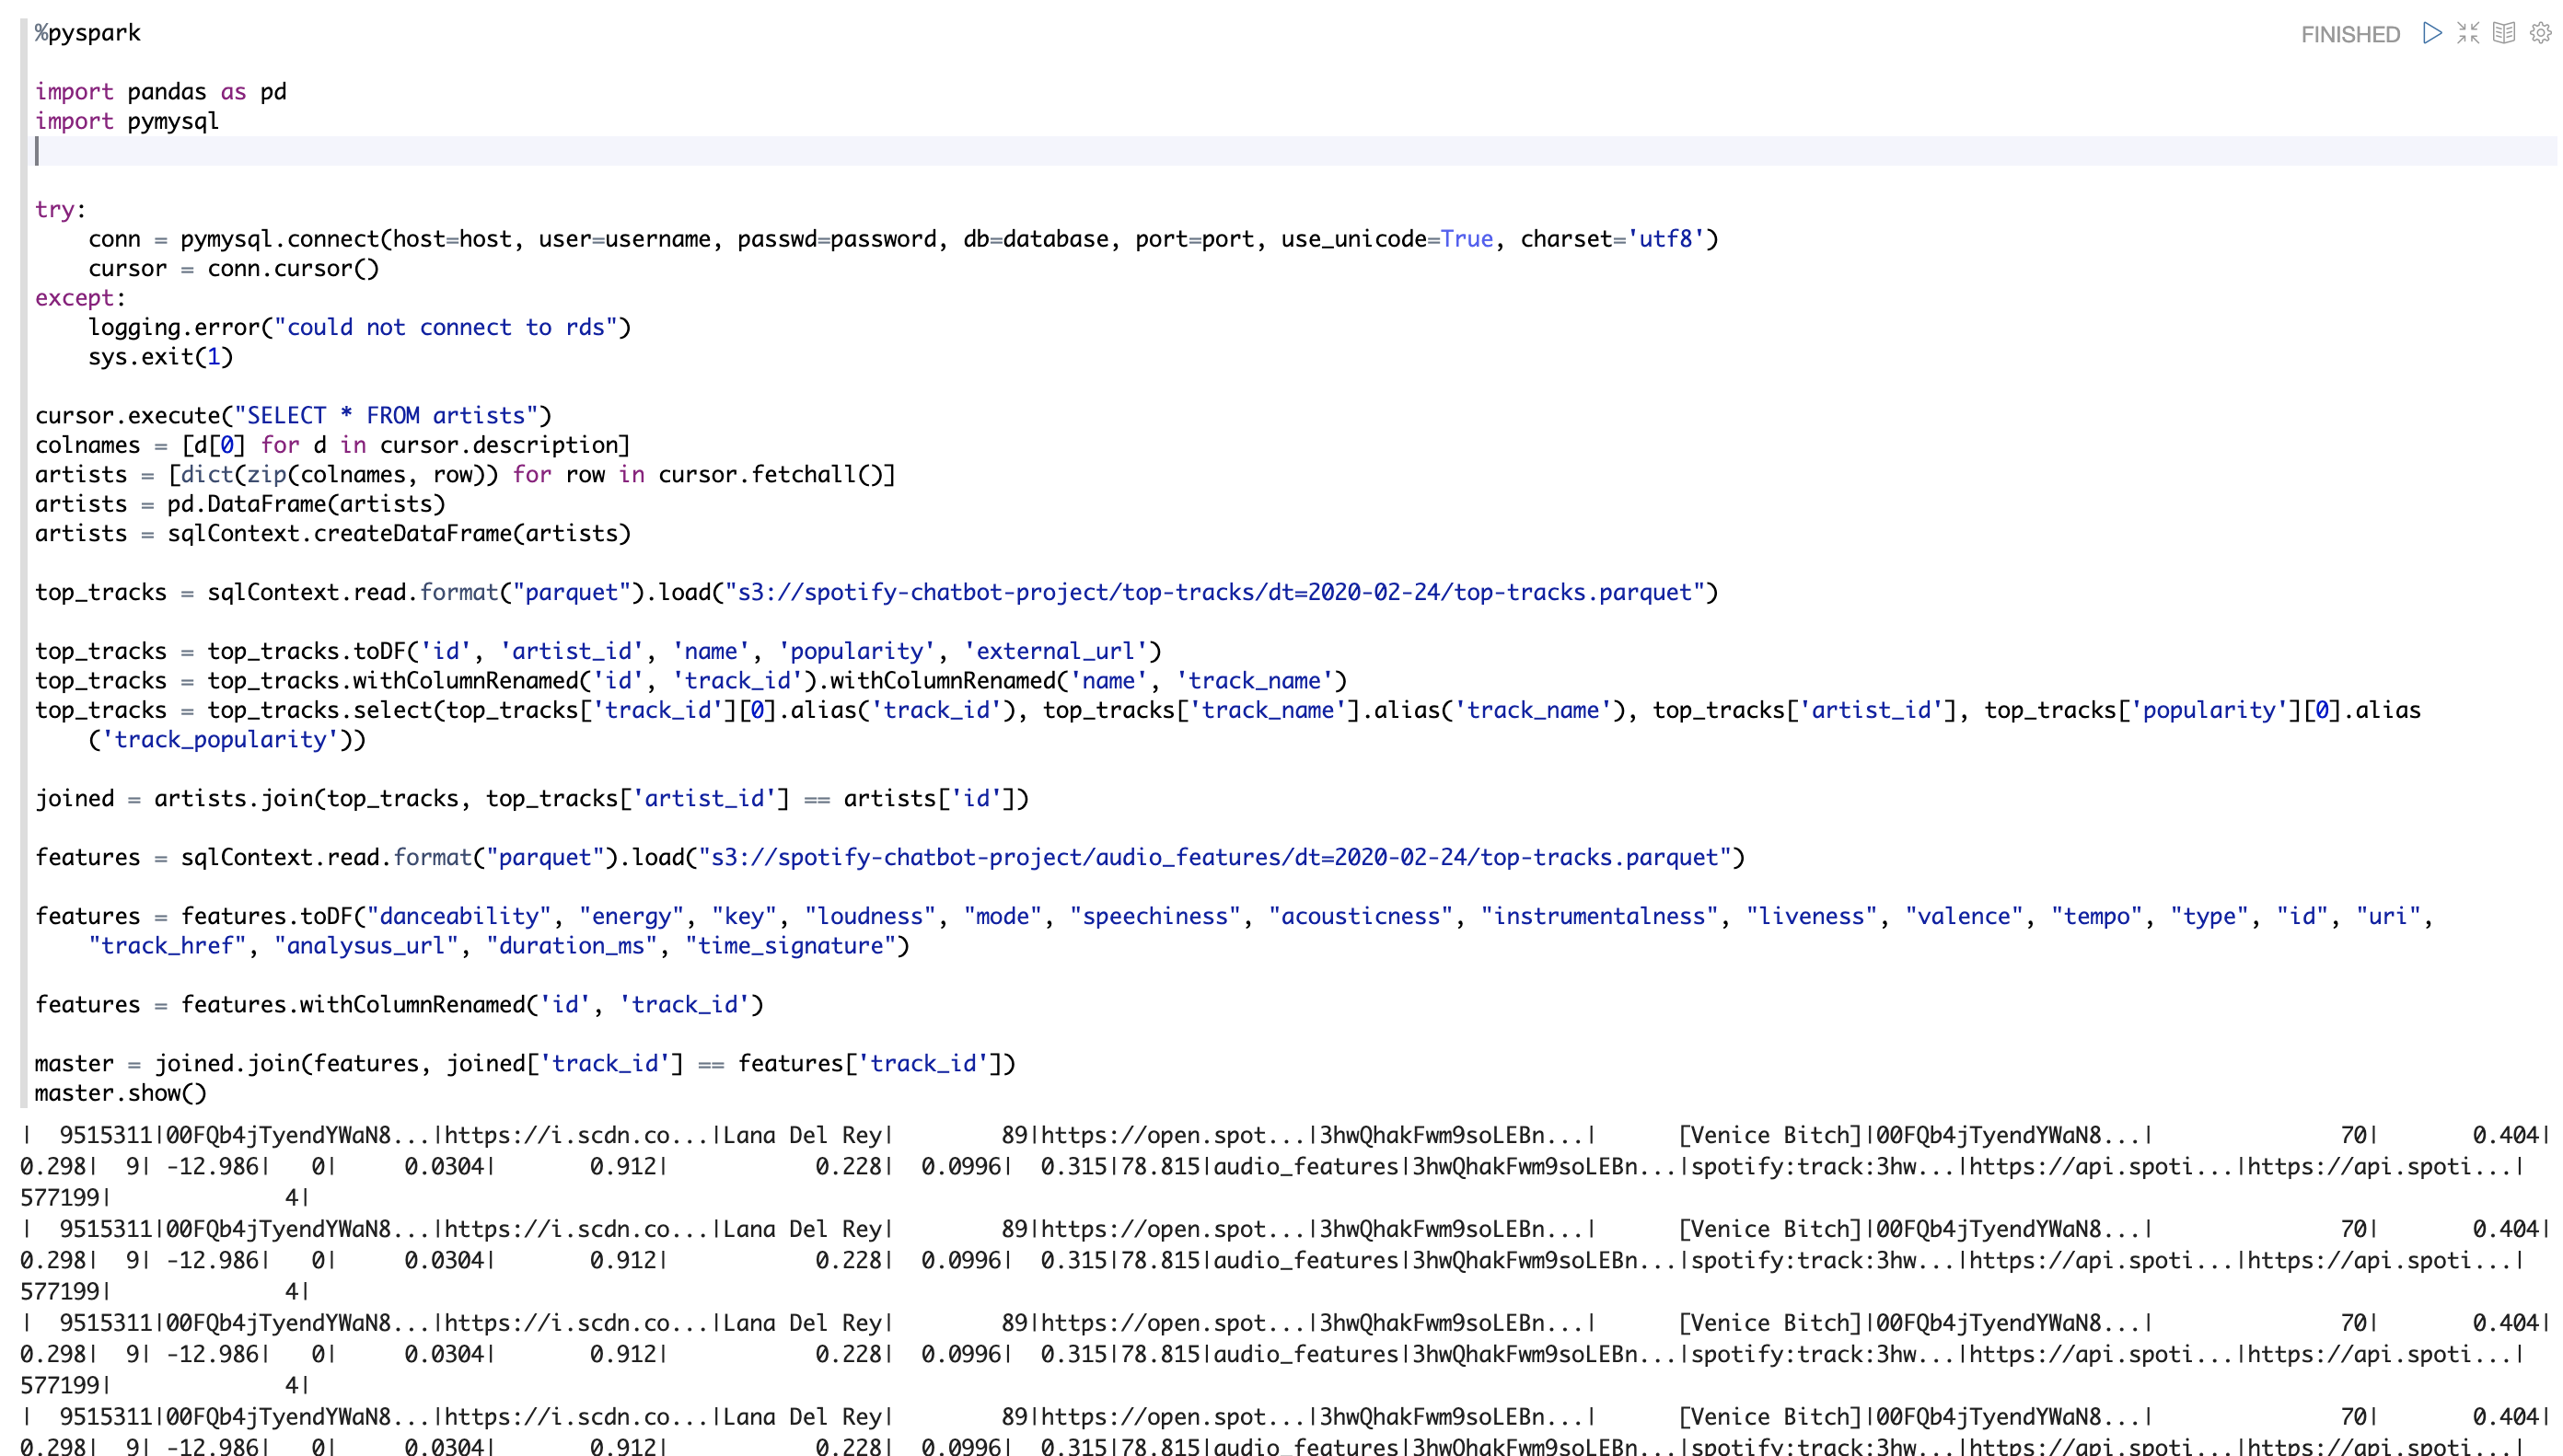 %pyspark
FINISHED
import pandas as pd
import pymysql
try:
    conn = pymysql.connect(host=host, user=username, passwd=password, db=database, port=port, use_unicode=True, charset='utf8')
    cursor = conn.cursor()
except:
    logging.error("could not connect to rds")
    sys.exit(1)
cursor.execute("SELECT * FROM artists")
colnames = [d[0] for d in cursor.description]
artists = [dict(zip(colnames, row)) for row in cursor.fetchall()]
artists = pd.DataFrame(artists)
artists = sqlContext.createDataFrame(artists)
top_tracks = sqlContext.read.format("parquet").load("s3://spotify-chatbot-project/top-tracks/dt=2020-02-24/top-tracks.parquet")
top_tracks = top_tracks.toDF('id', 'artist_id', 'name', 'popularity', 'external_url')
top_tracks = top_tracks.withColumnRenamed('id', 'track_id').withColumnRenamed('name', 'track_name')
top_tracks = top_tracks.select(top_tracks['track_id'][0].alias('track_id'), top_tracks['track_name'].alias('track_name'), top_tracks['artist_id'], top_tracks['popularity'][0].alias
    ('track_popularity'))
joined = artists.join(top_tracks, top_tracks['artist_id'] == artists['id'])
features = sqlContext.read.format("parquet").load("s3://spotify-chatbot-project/audio_features/dt=2020-02-24/top-tracks.parquet")
features = features.toDF("danceability", "energy", "key", "loudness", "mode", "speechiness", "acousticness", "instrumentalness", "liveness", "valence", "tempo", "type", "id", "uri",
    "track_href", "analysus_url", "duration_ms", "time_signature")
features = features.withColumnRenamed('id', 'track_id')
master = joined.join(features, joined['track_id'] == features['track_id'])
master.show()
|  9515311|00FQb4jTyendYWaN8...|https://i.scdn.co...|Lana Del Rey|        89|https://open.spot...|3hwQhakFwm9soLEBn...|      [Venice Bitch]|00FQb4jTyendYWaN8...|              70|       0.404|
0.298|  9| -12.986|   0|     0.0304|       0.912|           0.228|  0.0996|  0.315|78.815|audio_features|3hwQhakFwm9soLEBn...|spotify:track:3hw...|https://api.spoti...|https://api.spoti...|
577199|             4|
|  9515311|00FQb4jTyendYWaN8...|https://i.scdn.co...|Lana Del Rey|        89|https://open.spot...|3hwQhakFwm9soLEBn...|      [Venice Bitch]|00FQb4jTyendYWaN8...|              70|       0.404|
0.298|  9| -12.986|   0|     0.0304|       0.912|           0.228|  0.0996|  0.315|78.815|audio_features|3hwQhakFwm9soLEBn...|spotify:track:3hw...|https://api.spoti...|https://api.spoti...|
577199|             4|
|  9515311|00FQb4jTyendYWaN8...|https://i.scdn.co...|Lana Del Rey|        89|https://open.spot...|3hwQhakFwm9soLEBn...|      [Venice Bitch]|00FQb4jTyendYWaN8...|              70|       0.404|
0.298|  9| -12.986|   0|     0.0304|       0.912|           0.228|  0.0996|  0.315|78.815|audio_features|3hwQhakFwm9soLEBn...|spotify:track:3hw...|https://api.spoti...|https://api.spoti...|
577199|             4|
|  9515311|00FQb4jTyendYWaN8...|https://i.scdn.co...|Lana Del Rey|        89|https://open.spot...|3hwQhakFwm9soLEBn...|      [Venice Bitch]|00FQb4jTyendYWaN8...|              70|       0.404|
0.298|  9| -12.986|   0|     0.0304|       0.912|           0.228|  0.0996|  0.315|78.815|audio_features|3hwQhakFwm9soLEBn...|spotify:track:3hw...|https://api.spoti...|https://api.spoti...|